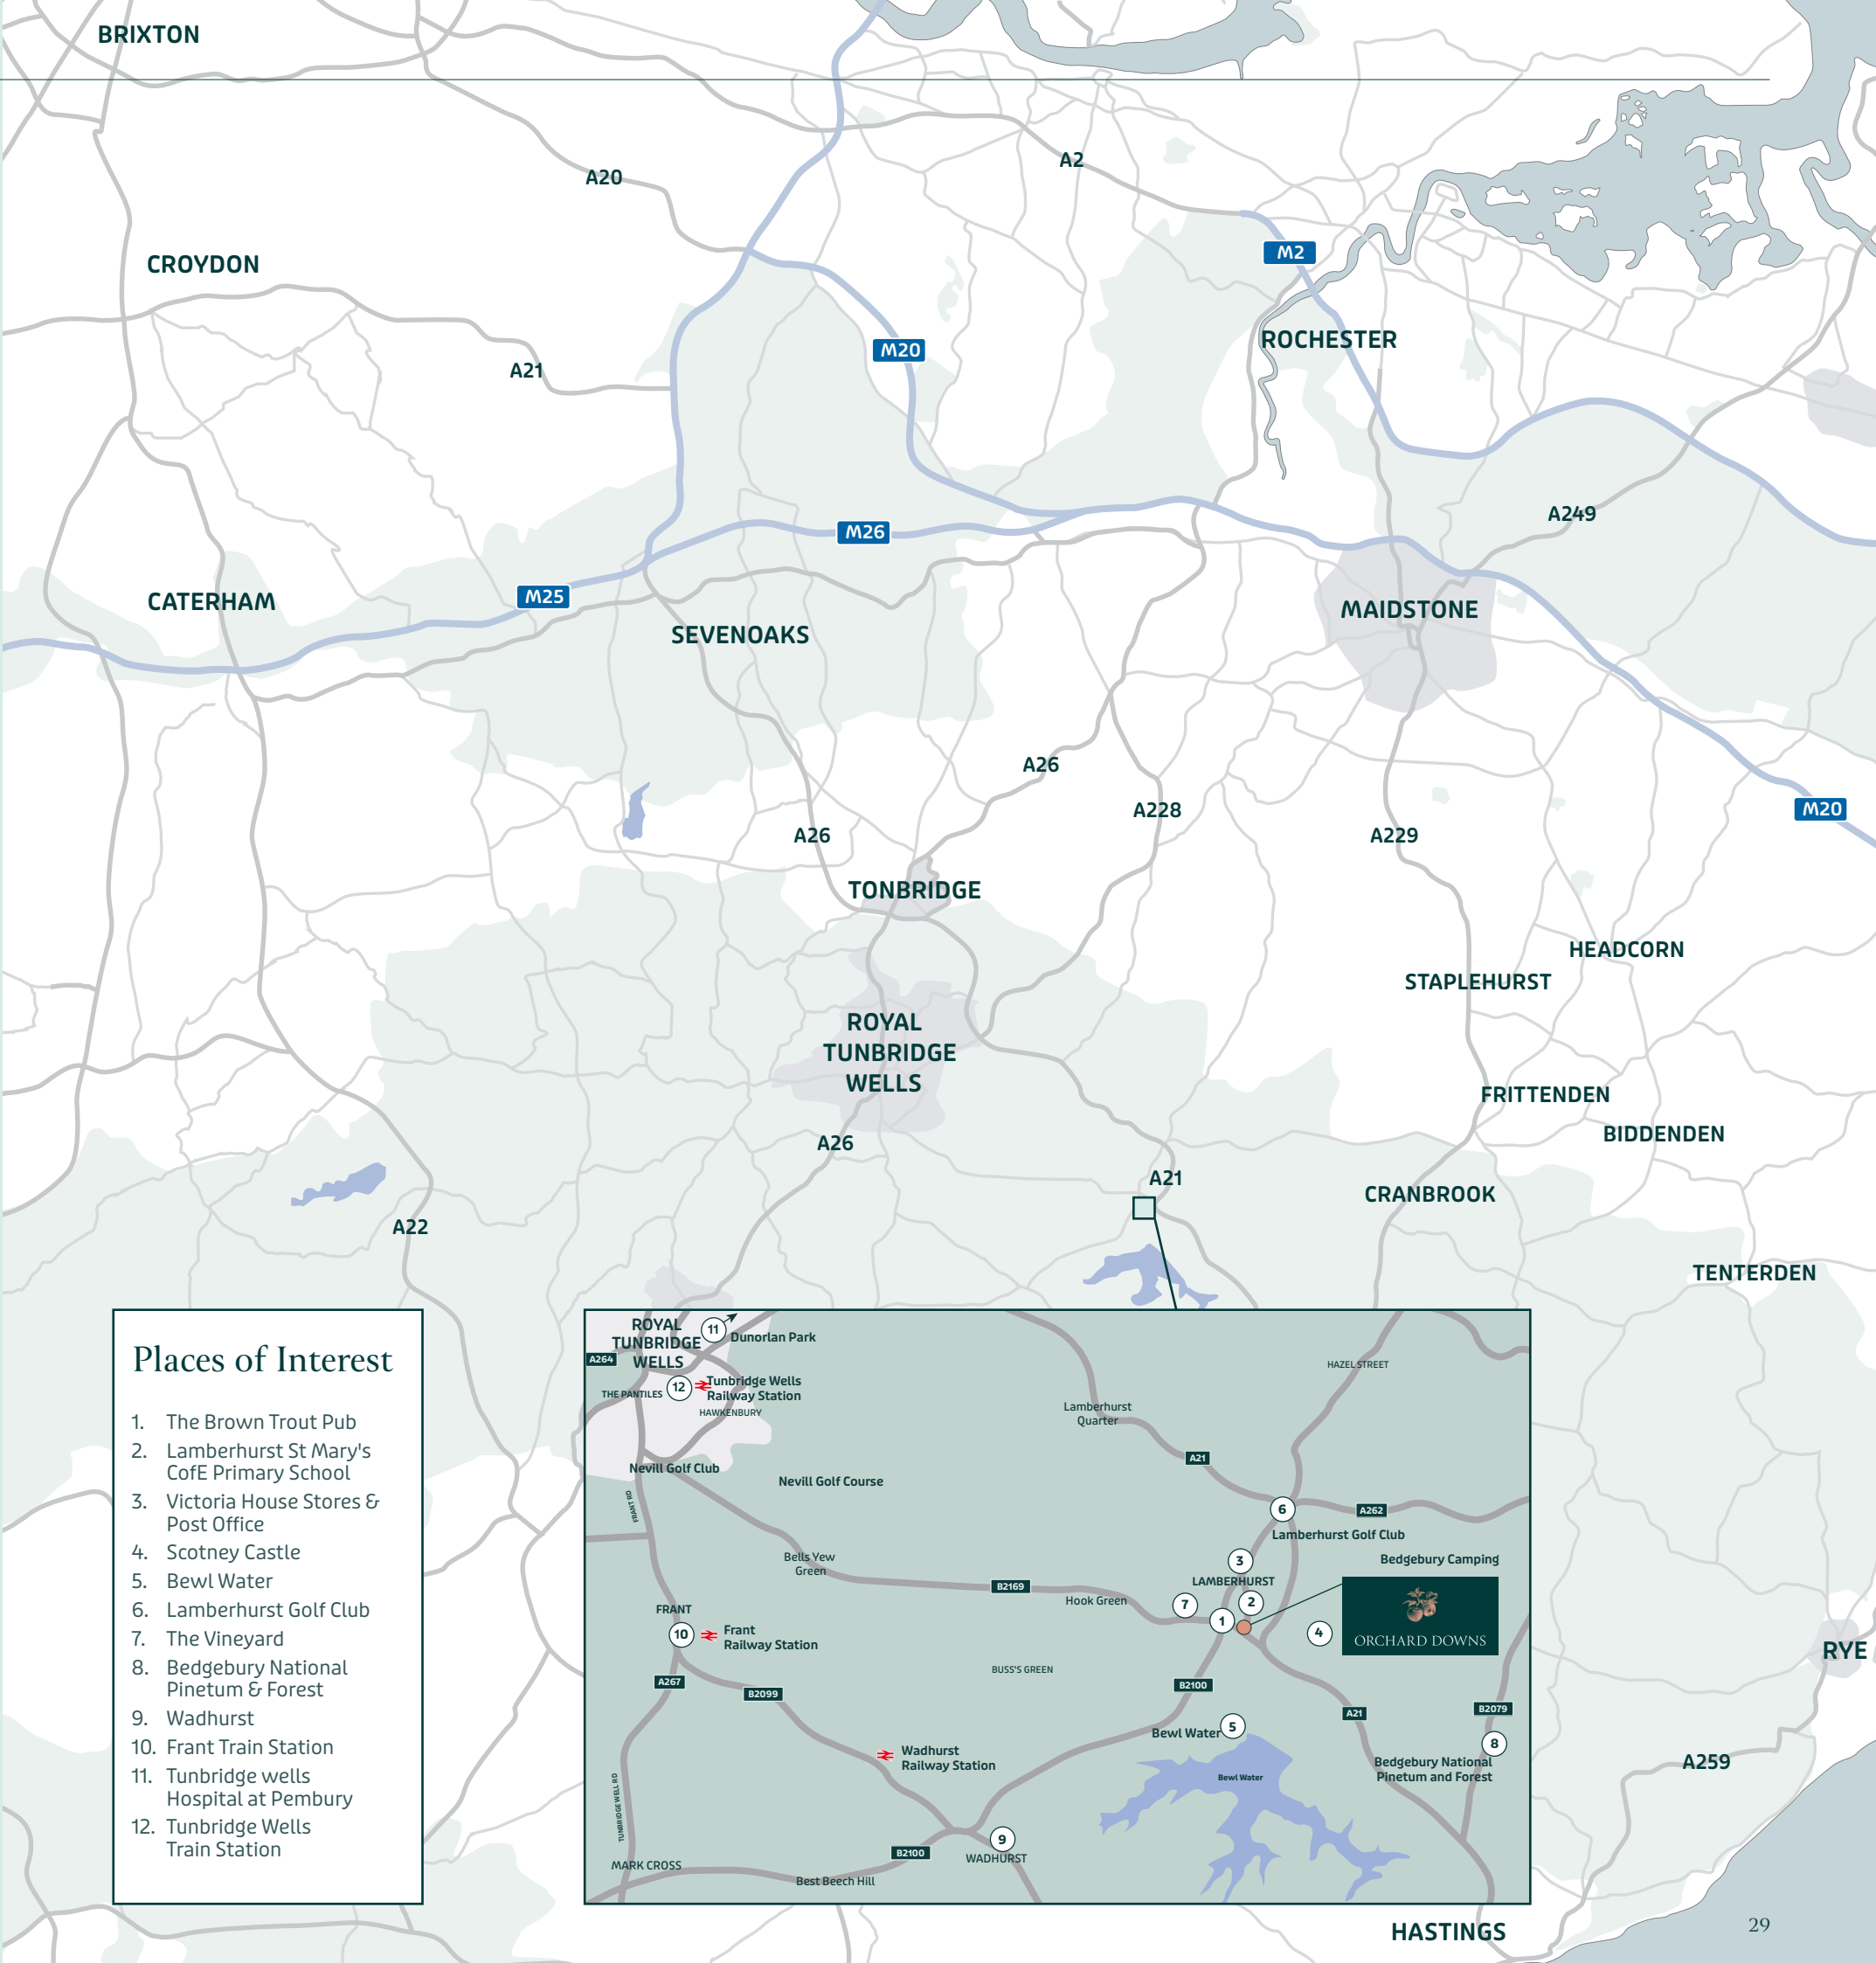 BRIXTON
A2
A20
M2
CROYDON
ROCHESTER
M20
A21
A249
M26
M25
CATERHAM
MAIDSTONE
SEVENOAKS
A26
A228
M20
A26
A229
TONBRIDGE
HEADCORN
STAPLEHURST
ROYAL
TUNBRIDGE
WELLS
FRITTENDEN
BIDDENDEN
A26
A21
CRANBROOK
A22
TENTERDEN
RYE
A259
HASTINGS
Places of Interest
1. The Brown Trout Pub
2. Lamberhurst St Mary's
CofE Primary School
3. Victoria House Stores &
Post Office
4. Scotney Castle
5. Bewl Water
6. Lamberhurst Golf Club
7. The Vineyard
8. Bedgebury National
Pinetum & Forest
9. Wadhurst
10. Frant Train Station
11. Tunbridge wells
Hospital at Pembury
12. Tunbridge Wells
Train Station
ROYAL
TUNBRIDGE
WELLS
11
Dunorlan Park
A264
THE PANTILES
12
Tunbridge Wells
Railway Station
HAWKENBURY
HAZEL STREET
Lamberhurst
Quarter
A21
Nevill Golf Club
Nevill Golf Course
FRANT RD
6
A262
Lamberhurst Golf Club
3
Bedgebury Camping
Bells Yew
Green
LAMBERHURST
B2169
Hook Green
7
2
1
4
ORCHARD DOWNS
FRANT
10
Frant
Railway Station
BUSS'S GREEN
A267
B2099
B2100
A21
B2079
Bewl Water
5
8
Wadhurst
Railway Station
Bedgebury National
Pinetum and Forest
Bewl Water
TUNBRIDGE WELL RD
9
B2100
WADHURST
MARK CROSS
Best Beech Hill
29